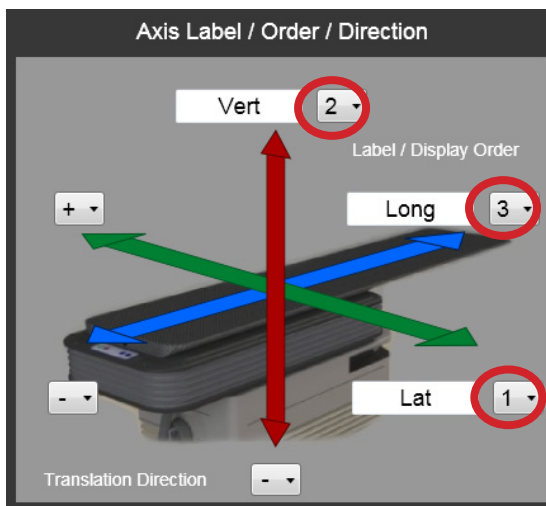 Axis Label / Order / Direction
Vert 2
Label / Display Order
+
Long 3
-
Lat 1
Translation Direction -